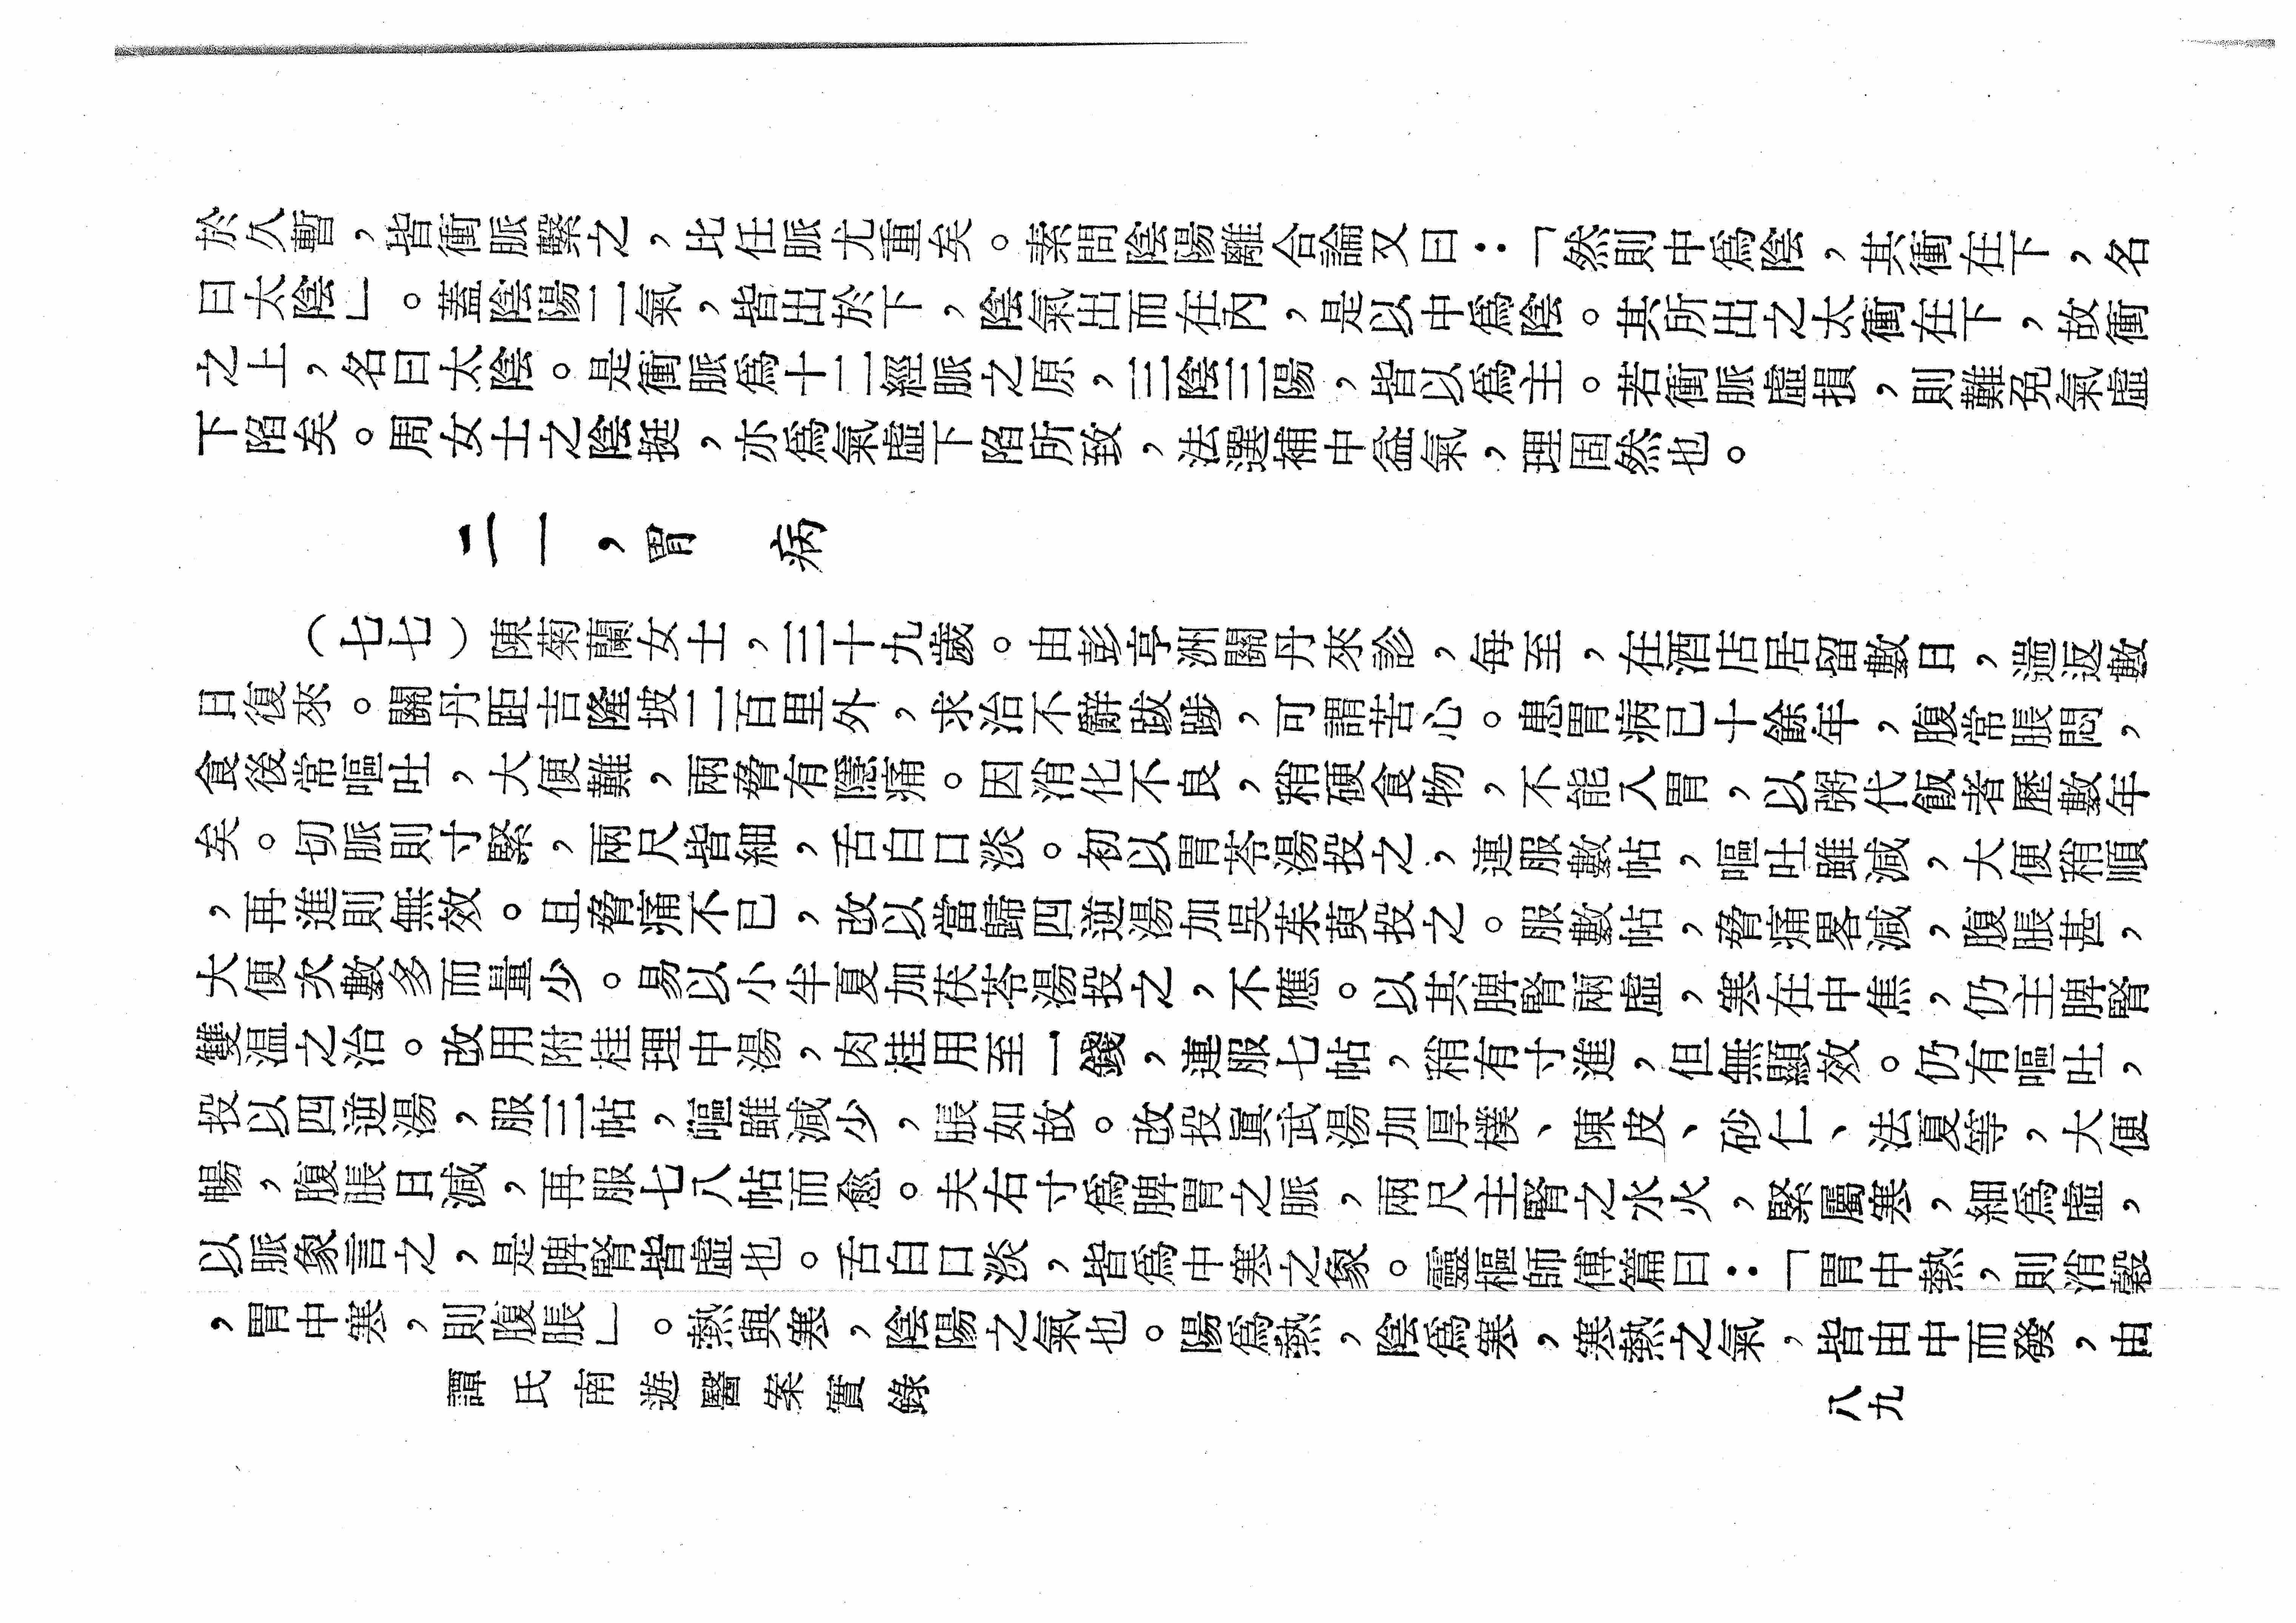 於久暫，皆衝脈繫之，比任脈尤重矣。素問陰陽離合論又曰：「然則中爲陰，其衝在下，名
曰太陰」。蓋陰陽二氣，皆出於下，陰氣出而在內，是以中爲陰。其所出之太衝在下，故衝
之上，名曰太陰。是衝脈爲十二經脈之原，三陰三陽，皆以爲主。若衝脈虛損，則難免氣虛
下陷矣。周女士之陰挺，亦爲氣虛下陷所致，法選補中益氣，理固然也。
二一，胃病
（七七）陳菊蘭女士，三十九歲。由彭亨洲關丹來診，每至，在酒店居留數日，遄返數
日復來。關丹距吉隆坡二百里外，求治不辭跋踄，可謂苦心。患胃病已十餘年，腹常脹悶，
食後常嘔吐，大便難，兩脅有隱痛。因消化不良，稍硬食物，不能入胃，以粥代飯者歷數年
矣。切脈則寸緊，兩尺皆細，舌白口淡。初以胃苓湯投之，連服數帖，嘔吐雖減，大便稍順
，再進則無效。且脅痛不已，改以當歸四逆湯加吳茱萸投之。服數帖，脅痛畧減，腹脹甚，
大便次數多而量少。易以小半夏加茯苓湯投之，不應。以其脾腎兩虛，寒在中焦，仍主脾腎
雙溫之治。改用附桂理中湯，肉桂用至一錢，連服七帖，稍有寸進，但無顯效。仍有嘔吐，
投以四逆湯，服三帖，嘔雖減少，脹如故。改投眞武湯加厚樸、陳皮、砂仁、法夏等，大便
暢，腹脹日減，再服七八帖而愈。夫右寸爲脾胃之脈，兩尺主腎之水火，緊屬寒，細爲虛，
以脈象言之，是脾腎皆虛也。舌白口淡，皆爲中寒之象。靈樞師傅篇曰：「胃中熱，則消穀
，胃中寒，則腹脹」。熱與寒，陰陽之氣也。陽爲熱，陰爲寒，寒熱之氣，皆由中而發，由
譚氏南遊醫案實錄
八九